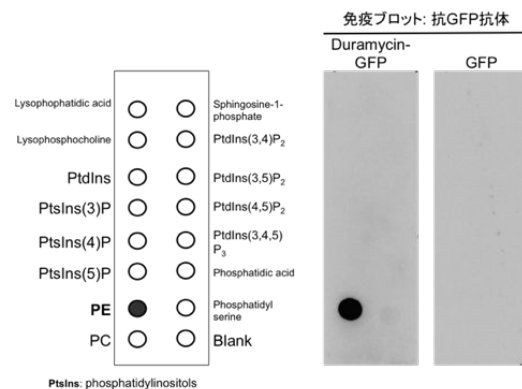 免疫ブロット: 抗GFP抗体
Duramycin-
GFP
GFP
Lysophophatidic acid
Sphingosine-1-
phosphate
Lysophosphocholine
PtdIns(3,4)P2
PtdIns
PtdIns(3,5)P2
PtsIns(3)P
PtdIns(4,5)P2
PtsIns(4)P
PtdIns(3,4,5)
P3
PtsIns(5)P
Phosphatidic acid
PE
Phosphatidyl
serine
PC
Blank
PtsIns: phosphatidylinositols